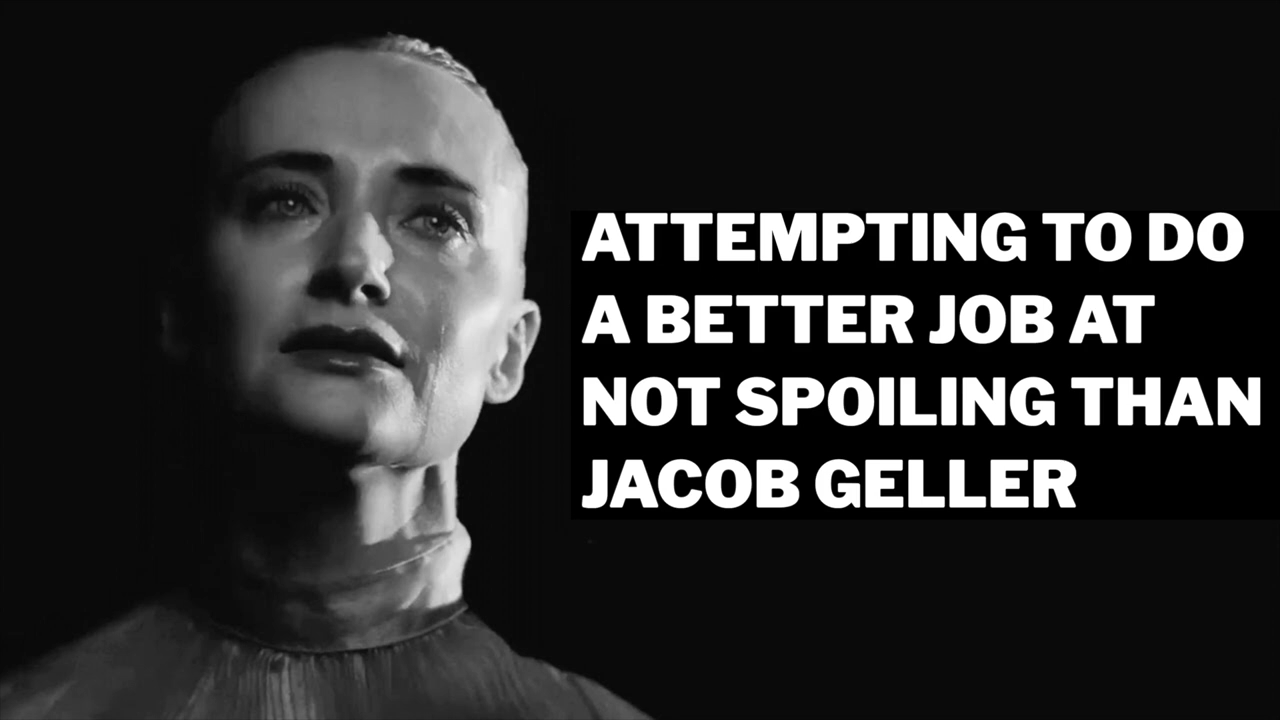 ATTEMPTING TO DO
A BETTER JOB AT
NOT SPOILING THAN
JACOB GELLER